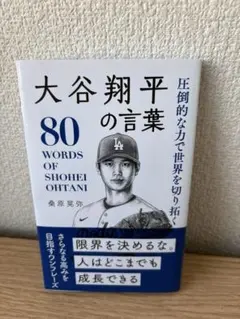 圧倒的な力で世界を切り拓く
大谷翔平
の言葉
80
WORDS
OF
SHOHEI
OHTANI
桑原晃弥
LA
限界を決めるな。
人はどこまでも
成長できる
さらなる高みを
目指すワンフレーズ